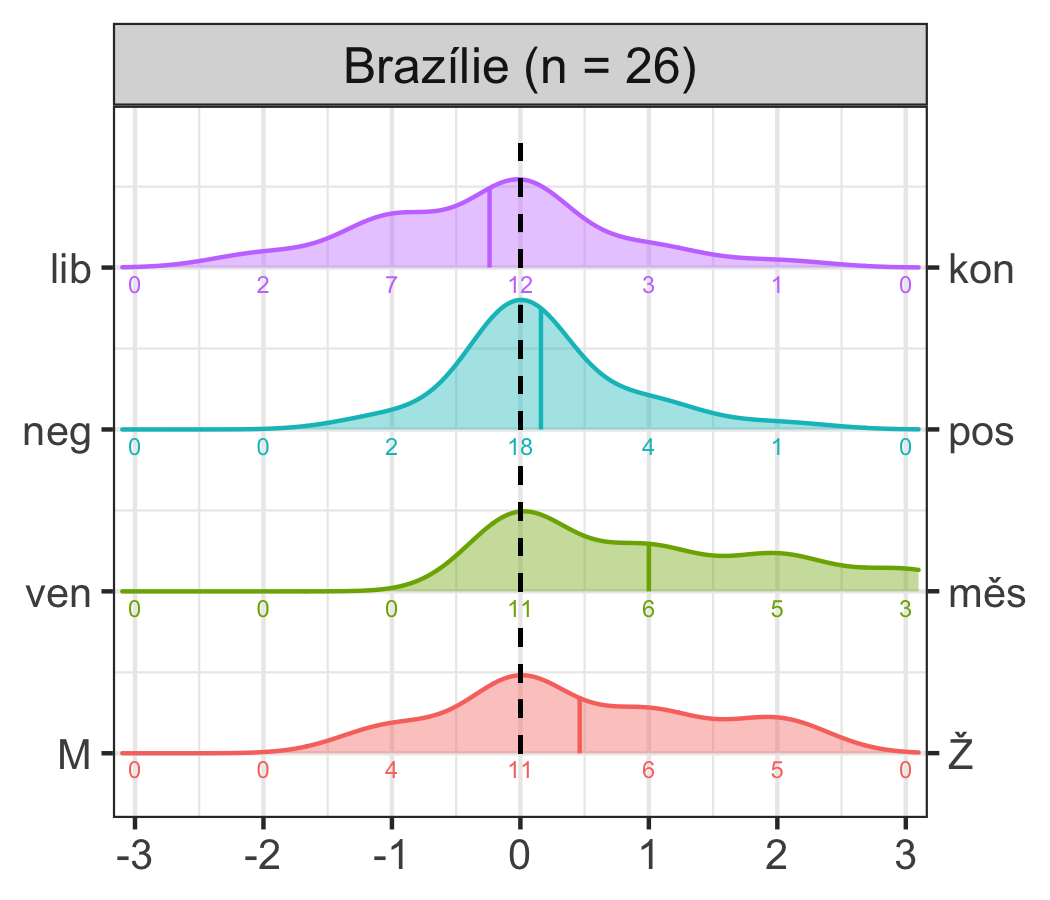 Brazílie (n = 26)
lib kon
0 2 7 12 3 1 0
neg pos
0 0 2 18 4 1 0
ven měs
0 0 0 11 6 5 3
M Ž
0 0 4 11 6 5 0
-3 -2 -1 0 1 2 3